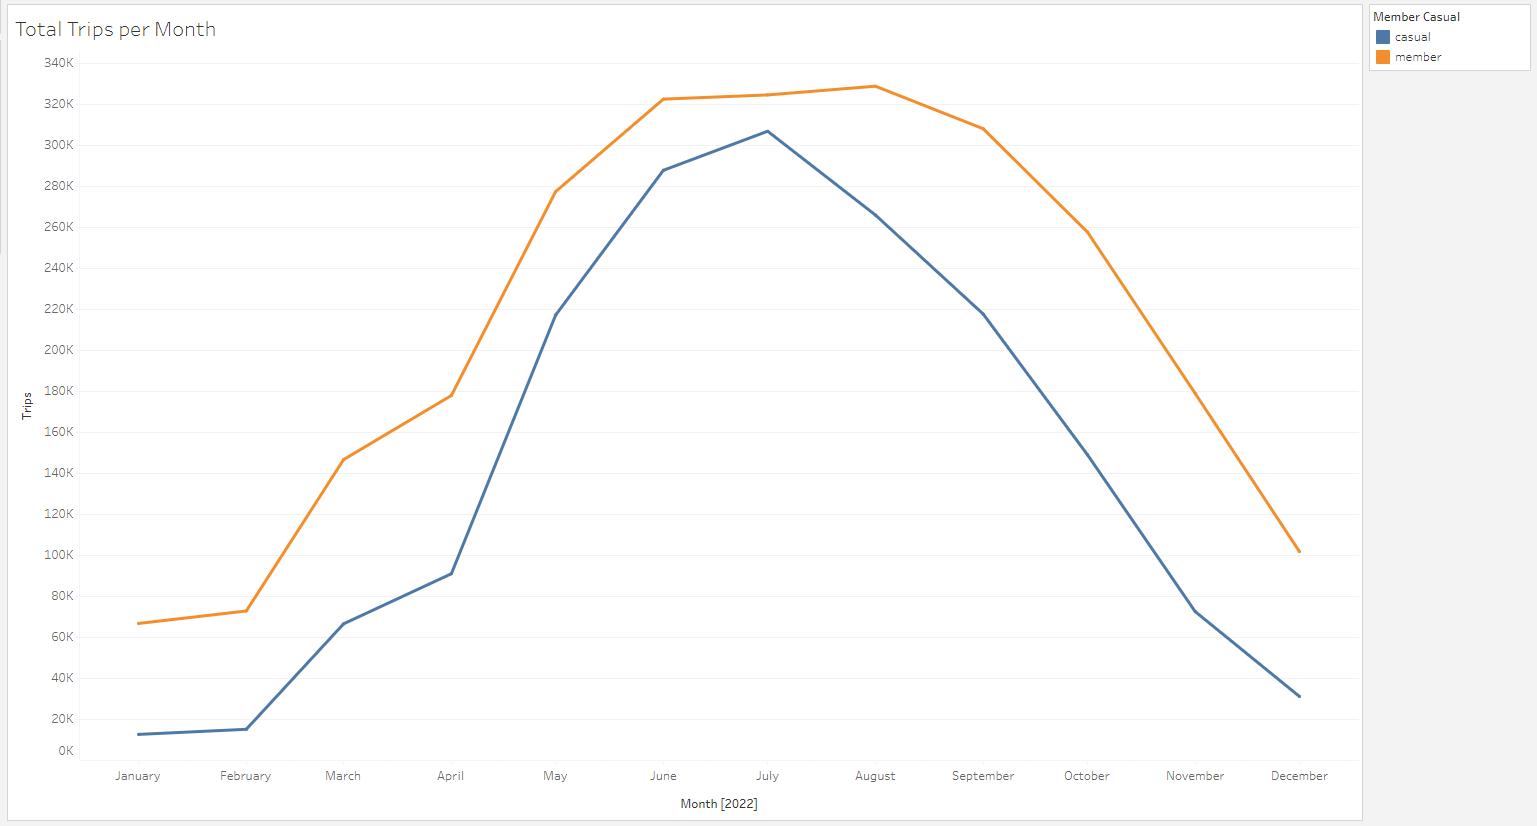 Total Trips per Month
Member Casual
casual
member
340K
320K
300K
280K
260K
240K
220K
200K
180K
160K
140K
120K
100K
80K
60K
40K
20K
0K
Trips
January February March April May June July August September October November December
Month [2022]